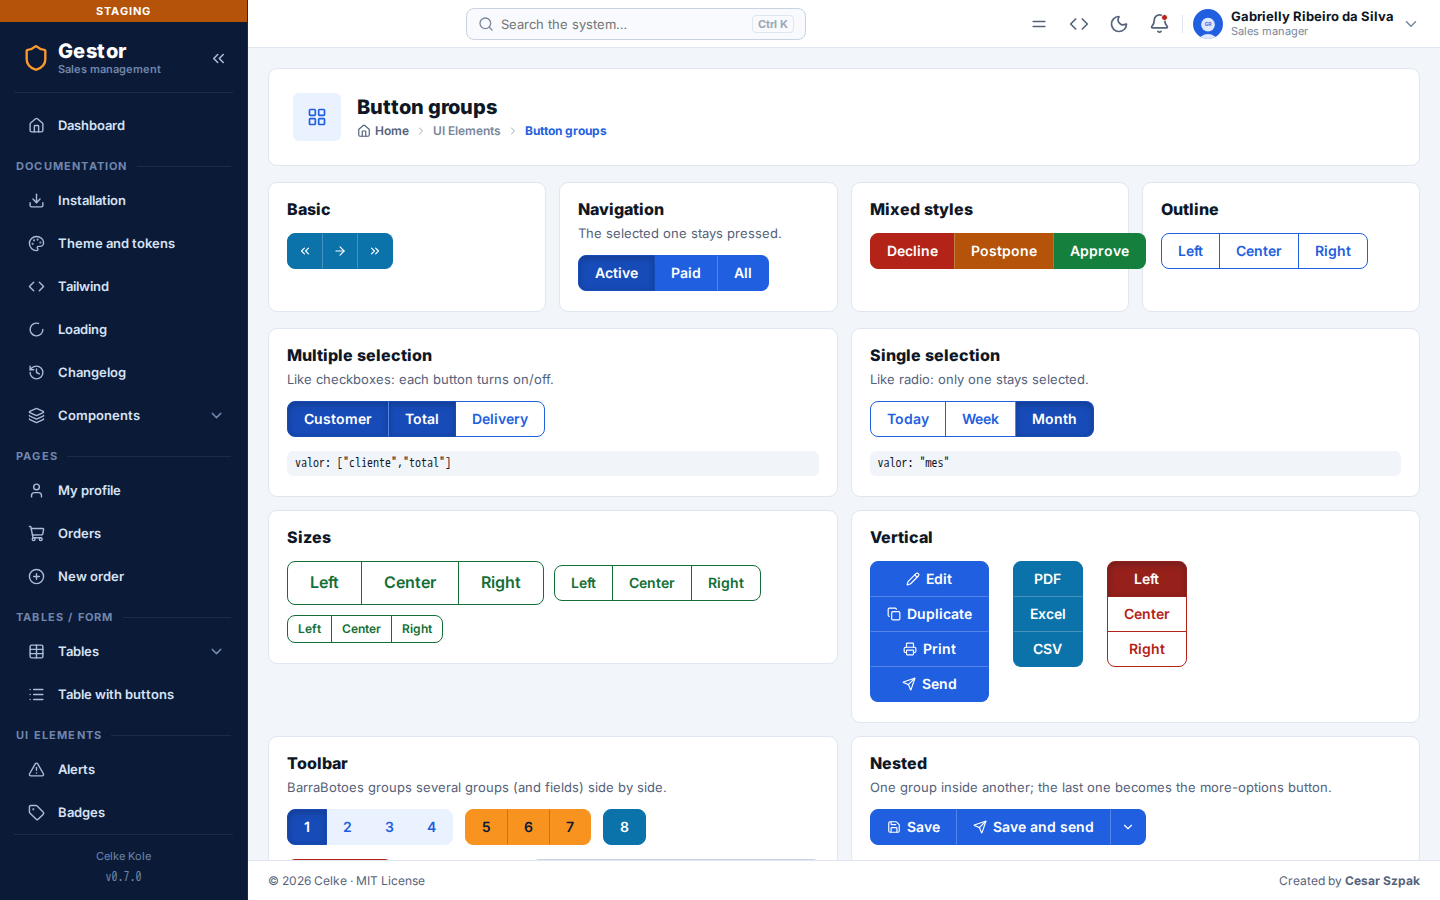 STAGING
Gestor
Sales management
Dashboard
DOCUMENTATION
Installation
Theme and tokens
Tailwind
Loading
Changelog
Components
PAGES
My profile
Orders
New order
TABLES / FORM
Tables
Table with buttons
UI ELEMENTS
Alerts
Badges
Celke Kole
v0.7.0
Search the system...
Ctrl K
GR
Gabrielly Ribeiro da Silva
Sales manager
Button groups
Home
UI Elements
Button groups
Basic
Navigation
The selected one stays pressed.
Active Paid All
Mixed styles
Decline Postpone Approve
Outline
Left Center Right
Multiple selection
Like checkboxes: each button turns on/off.
Customer Total Delivery
valor: ["cliente","total"]
Single selection
Like radio: only one stays selected.
Today Week Month
valor: "mes"
Sizes
Left Center Right
Left Center Right
Left Center Right
Vertical
Edit
Duplicate
Print
Send
PDF
Excel
CSV
Left
Center
Right
Toolbar
BarraBotoes groups several groups (and fields) side by side.
1 2 3 4 5 6 7 8
Nested
One group inside another; the last one becomes the more-options button.
Save Save and send
© 2026 Celke · MIT License
Created by Cesar Szpak